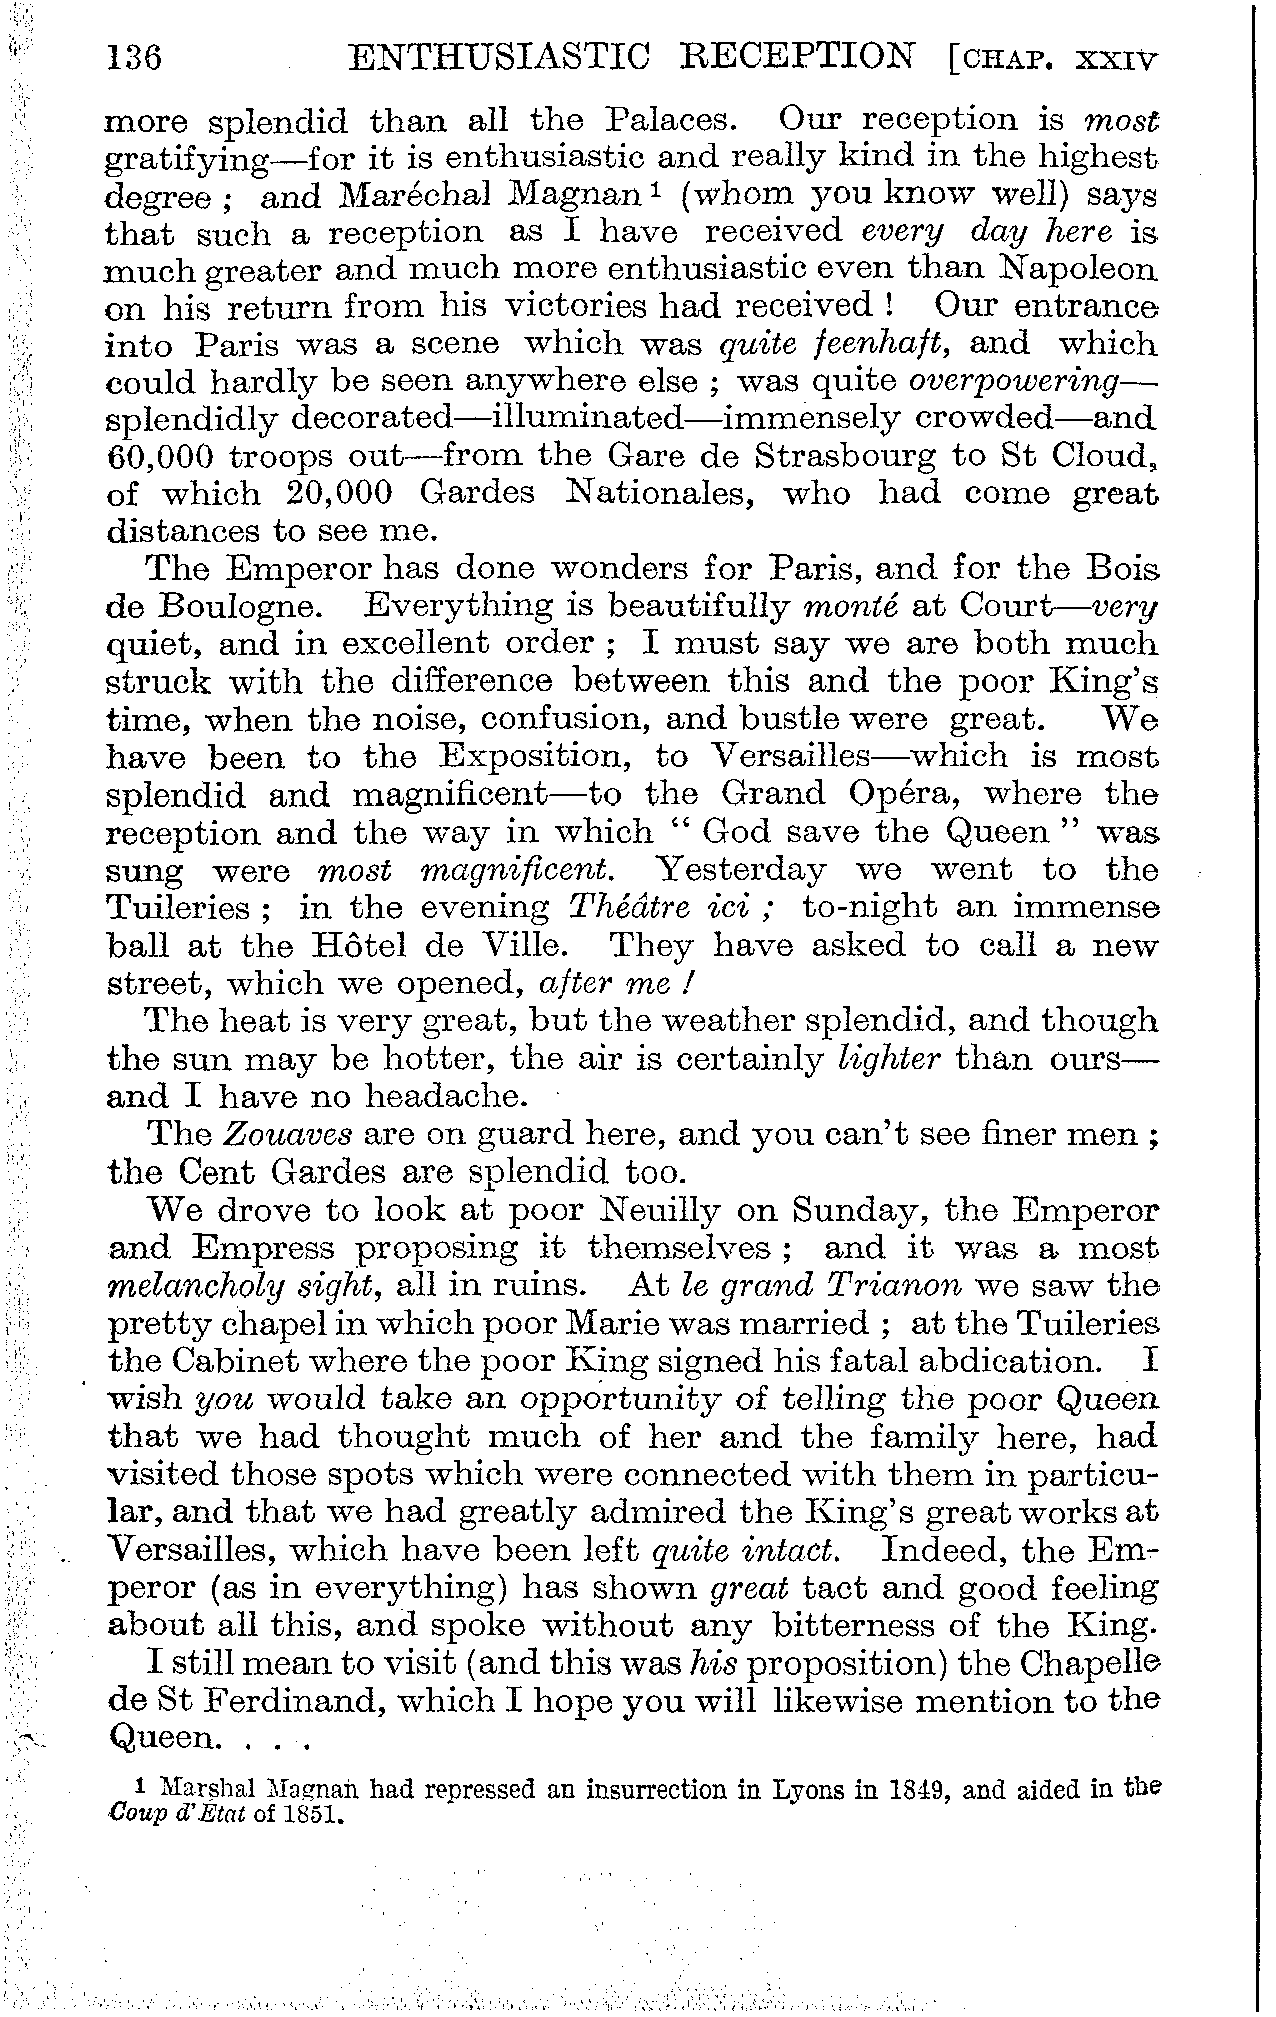 136 ENTHUSIASTIC RECEPTION [CHAP. XXIV
more splendid than all the Palaces. Our reception is most
gratifying—for it is enthusiastic and really kind in the highest
degree ; and Maréchal Magnan ¹ (whom you know well) says
that such a reception as I have received every day here is
much greater and much more enthusiastic even than Napoleon
on his return from his victories had received ! Our entrance
into Paris was a scene which was quite feenhaft, and which
could hardly be seen anywhere else ; was quite overpowering—
splendidly decorated—illuminated—immensely crowded—and
60,000 troops out—from the Gare de Strasbourg to St Cloud,
of which 20,000 Gardes Nationales, who had come great
distances to see me.
The Emperor has done wonders for Paris, and for the Bois
de Boulogne. Everything is beautifully monté at Court—very
quiet, and in excellent order ; I must say we are both much
struck with the difference between this and the poor King's
time, when the noise, confusion, and bustle were great. We
have been to the Exposition, to Versailles—which is most
splendid and magnificent—to the Grand Opéra, where the
reception and the way in which “ God save the Queen ” was
sung were most magnificent. Yesterday we went to the
Tuileries ; in the evening Théâtre ici ; to-night an immense
ball at the Hôtel de Ville. They have asked to call a new
street, which we opened, after me !
The heat is very great, but the weather splendid, and though
the sun may be hotter, the air is certainly lighter than ours—
and I have no headache.
The Zouaves are on guard here, and you can't see finer men ;
the Cent Gardes are splendid too.
We drove to look at poor Neuilly on Sunday, the Emperor
and Empress proposing it themselves ; and it was a most
melancholy sight, all in ruins. At le grand Trianon we saw the
pretty chapel in which poor Marie was married ; at the Tuileries
the Cabinet where the poor King signed his fatal abdication. I
wish you would take an opportunity of telling the poor Queen
that we had thought much of her and the family here, had
visited those spots which were connected with them in particu-
lar, and that we had greatly admired the King's great works at
Versailles, which have been left quite intact. Indeed, the Em-
peror (as in everything) has shown great tact and good feeling
about all this, and spoke without any bitterness of the King.
I still mean to visit (and this was his proposition) the Chapelle
de St Ferdinand, which I hope you will likewise mention to the
Queen. . . .
1 Marshal Magnan had repressed an insurrection in Lyons in 1849, and aided in the
Coup d'Etat of 1851.